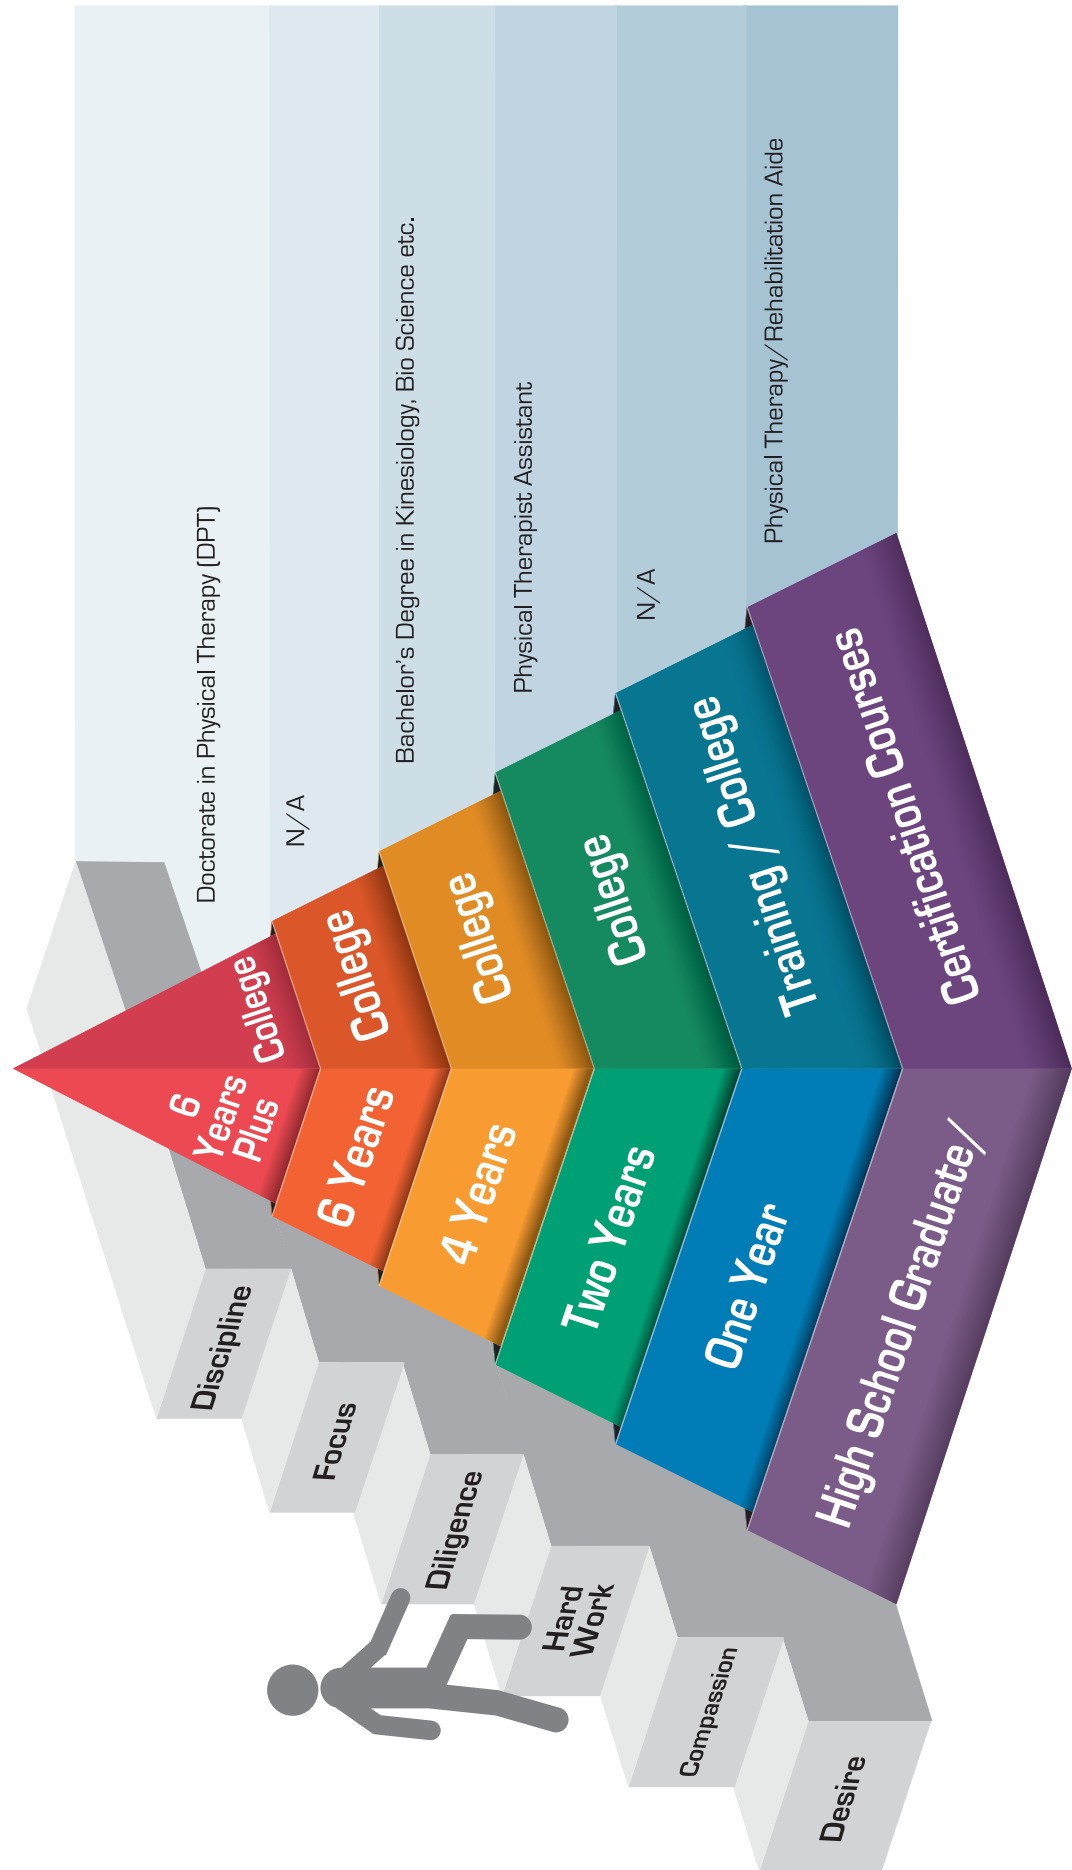 Discipline
Focus
Diligence
Hard
Work
Compassion
Desire
6
Years
Plus
College
Doctorate in Physical Therapy (DPT)
6 Years
College
N/A
4 Years
College
Bachelor's Degree in Kinesiology, Bio Science etc.
Two Years
College
Physical Therapist Assistant
One Year
Training / College
N/A
High School Graduate/
Certification Courses
Physical Therapy/Rehabilitation Aide